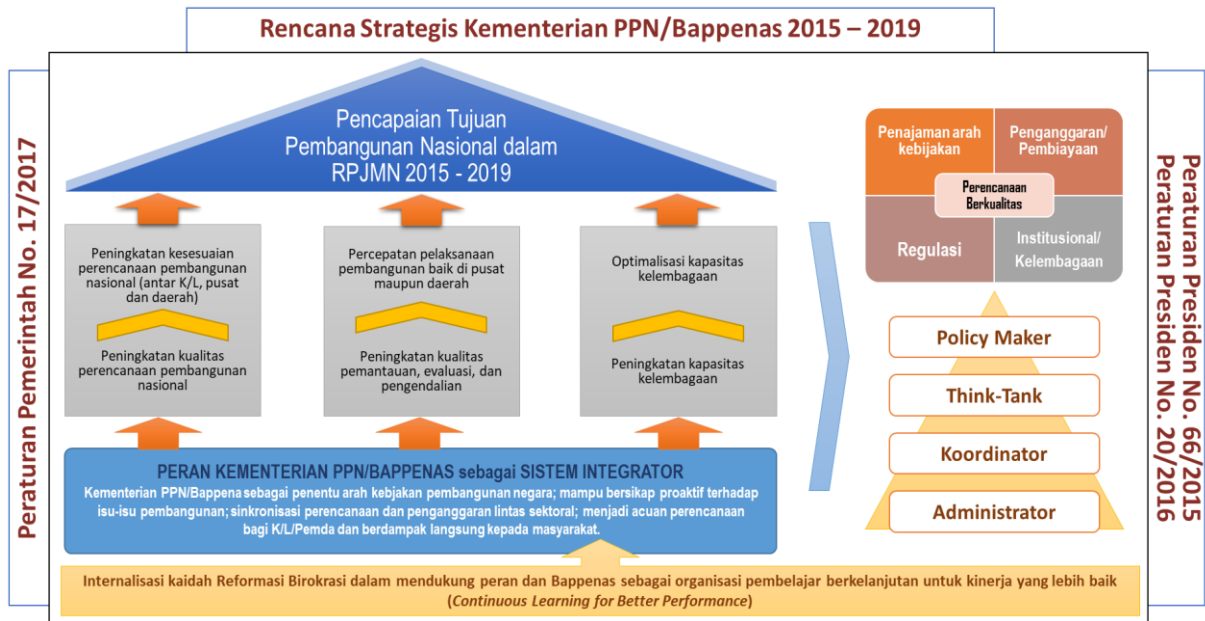 Rencana Strategis Kementerian PPN/Bappenas 2015 – 2019
Peraturan Pemerintah No. 17/2017
Pencapaian Tujuan
Pembangunan Nasional dalam
RPJMN 2015 - 2019
Peningkatan kesesuaian
perencanaan pembangunan
nasional (antar K/L, pusat
dan daerah)
Peningkatan kualitas
perencanaan pembangunan
nasional
Percepatan pelaksanaan
pembangunan baik di pusat
maupun daerah
Peningkatan kualitas
pemantauan, evaluasi, dan
pengendalian
Optimalisasi kapasitas
kelembagaan
Peningkatan kapasitas
kelembagaan
PERAN KEMENTERIAN PPN/BAPPENAS sebagai SISTEM INTEGRATOR
Kementerian PPN/Bappena sebagai penentu arah kebijakan pembangunan negara; mampu bersikap proaktif terhadap
isu-isu pembangunan; sinkronisasi perencanaan dan penganggaran lintas sektoral; menjadi acuan perencanaan
bagi K/L/Pemda dan berdampak langsung kepada masyarakat.
Internalisasi kaidah Reformasi Birokrasi dalam mendukung peran dan Bappenas sebagai organisasi pembelajar berkelanjutan untuk kinerja yang lebih baik
(Continuous Learning for Better Performance)
Penajaman arah
kebijakan
Penganggaran/
Pembiayaan
Perencanaan
Berkualitas
Regulasi
Institusional/
Kelembagaan
Policy Maker
Think-Tank
Koordinator
Administrator
Peraturan Presiden No. 66/2015
Peraturan Presiden No. 20/2016